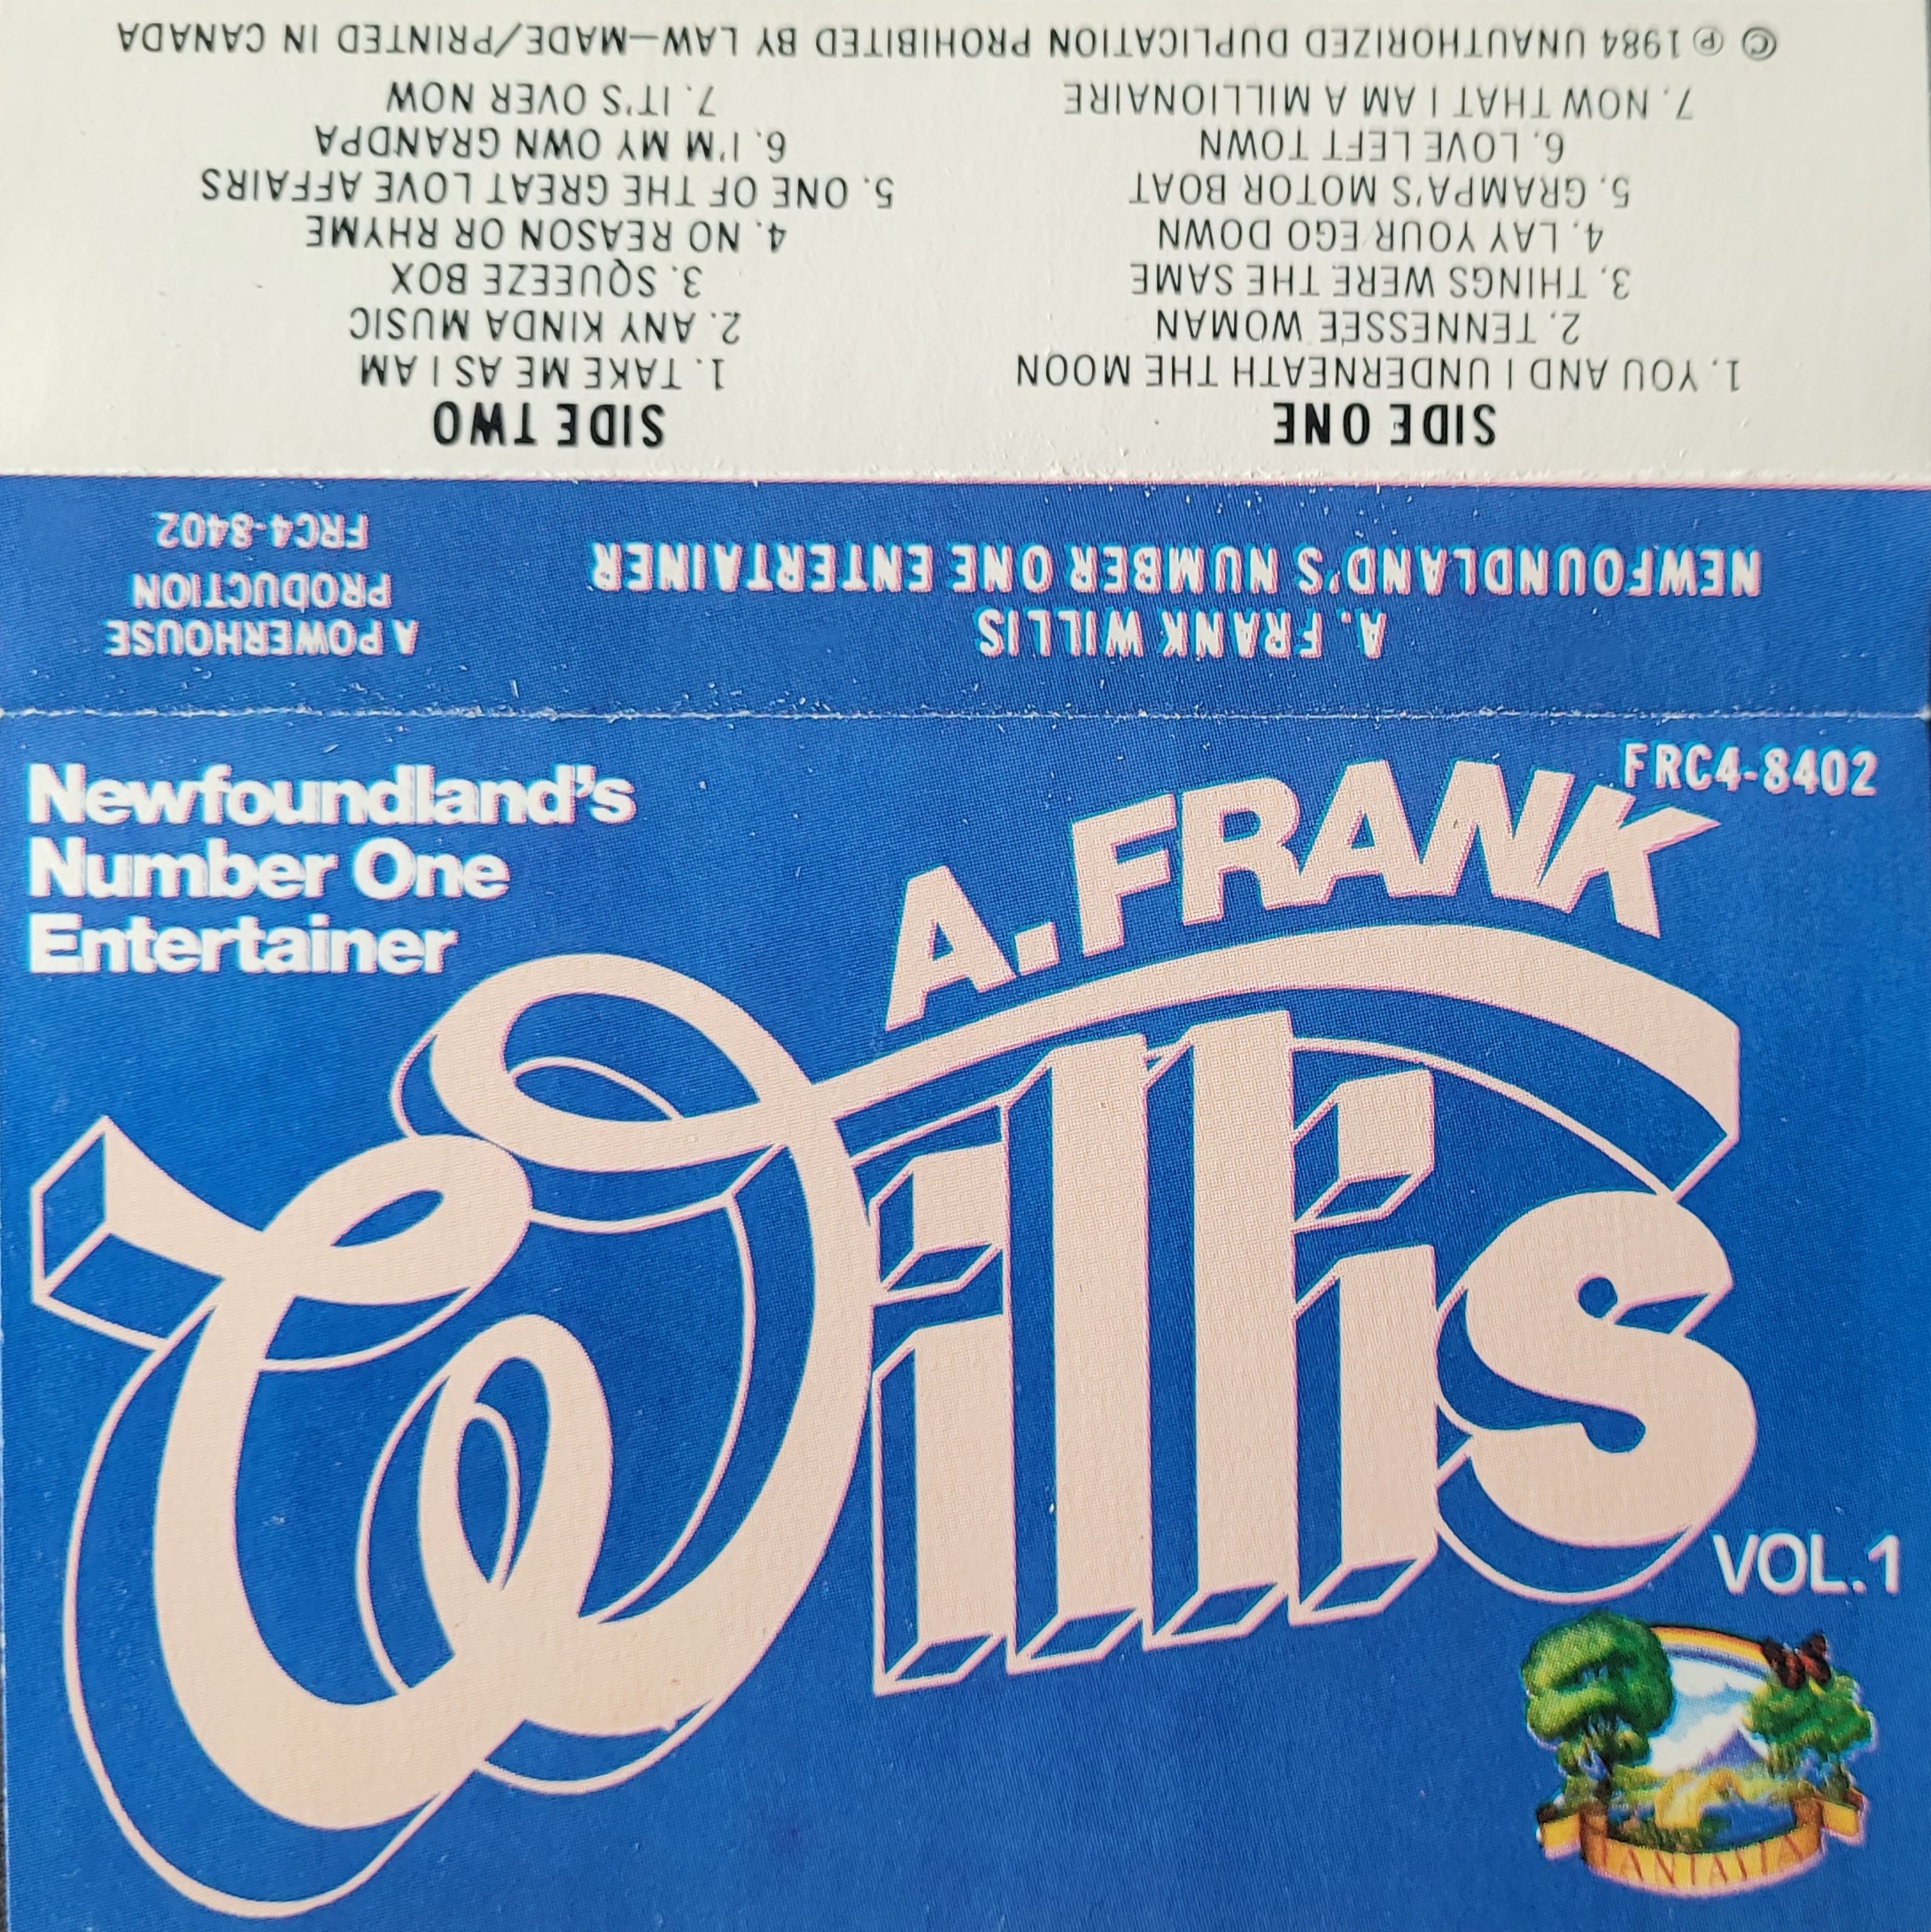 SIDE ONE
1. YOU AND I UNDERNEATH THE MOON
2. TENNESSEE WOMAN
3. THINGS WERE THE SAME
4. LAY YOUR EGO DOWN
5. GRAMPA'S MOTOR BOAT
6. LOVE LEFT TOWN
7. NOW THAT I AM A MILLIONAIRE
SIDE TWO
1. TAKE ME AS I AM
2. ANY KINDA MUSIC
3. SQUEEZE BOX
4. NO REASON OR RHYME
5. ONE OF THE GREAT LOVE AFFAIRS
6. I'M MY OWN GRANDPA
7. IT'S OVER NOW
© ℗ 1984 UNAUTHORIZED DUPLICATION PROHIBITED BY LAW—MADE/PRINTED IN CANADA
A. FRANK WILLIS
NEWFOUNDLAND'S NUMBER ONE ENTERTAINER
A POWERHOUSE
PRODUCTION
FRC4-8402
FRC4-8402
Newfoundland's
Number One
Entertainer
A. FRANK
Willis
VOL.1
FANTASIA